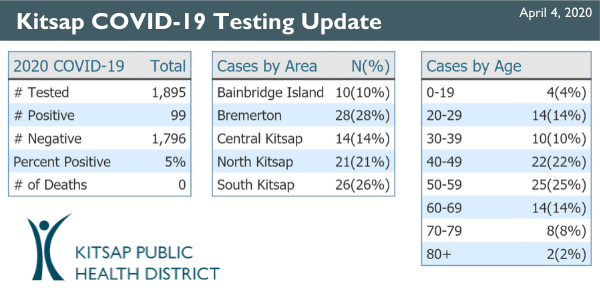 Kitsap COVID-19 Testing Update
April 4, 2020
2020 COVID-19 Total
# Tested 1,895
# Positive 99
# Negative 1,796
Percent Positive 5%
# of Deaths 0
Cases by Area N(%)
Bainbridge Island 10(10%)
Bremerton 28(28%)
Central Kitsap 14(14%)
North Kitsap 21(21%)
South Kitsap 26(26%)
Cases by Age
0-19 4(4%)
20-29 14(14%)
30-39 10(10%)
40-49 22(22%)
50-59 25(25%)
60-69 14(14%)
70-79 8(8%)
80+ 2(2%)
KITSAP PUBLIC
HEALTH DISTRICT